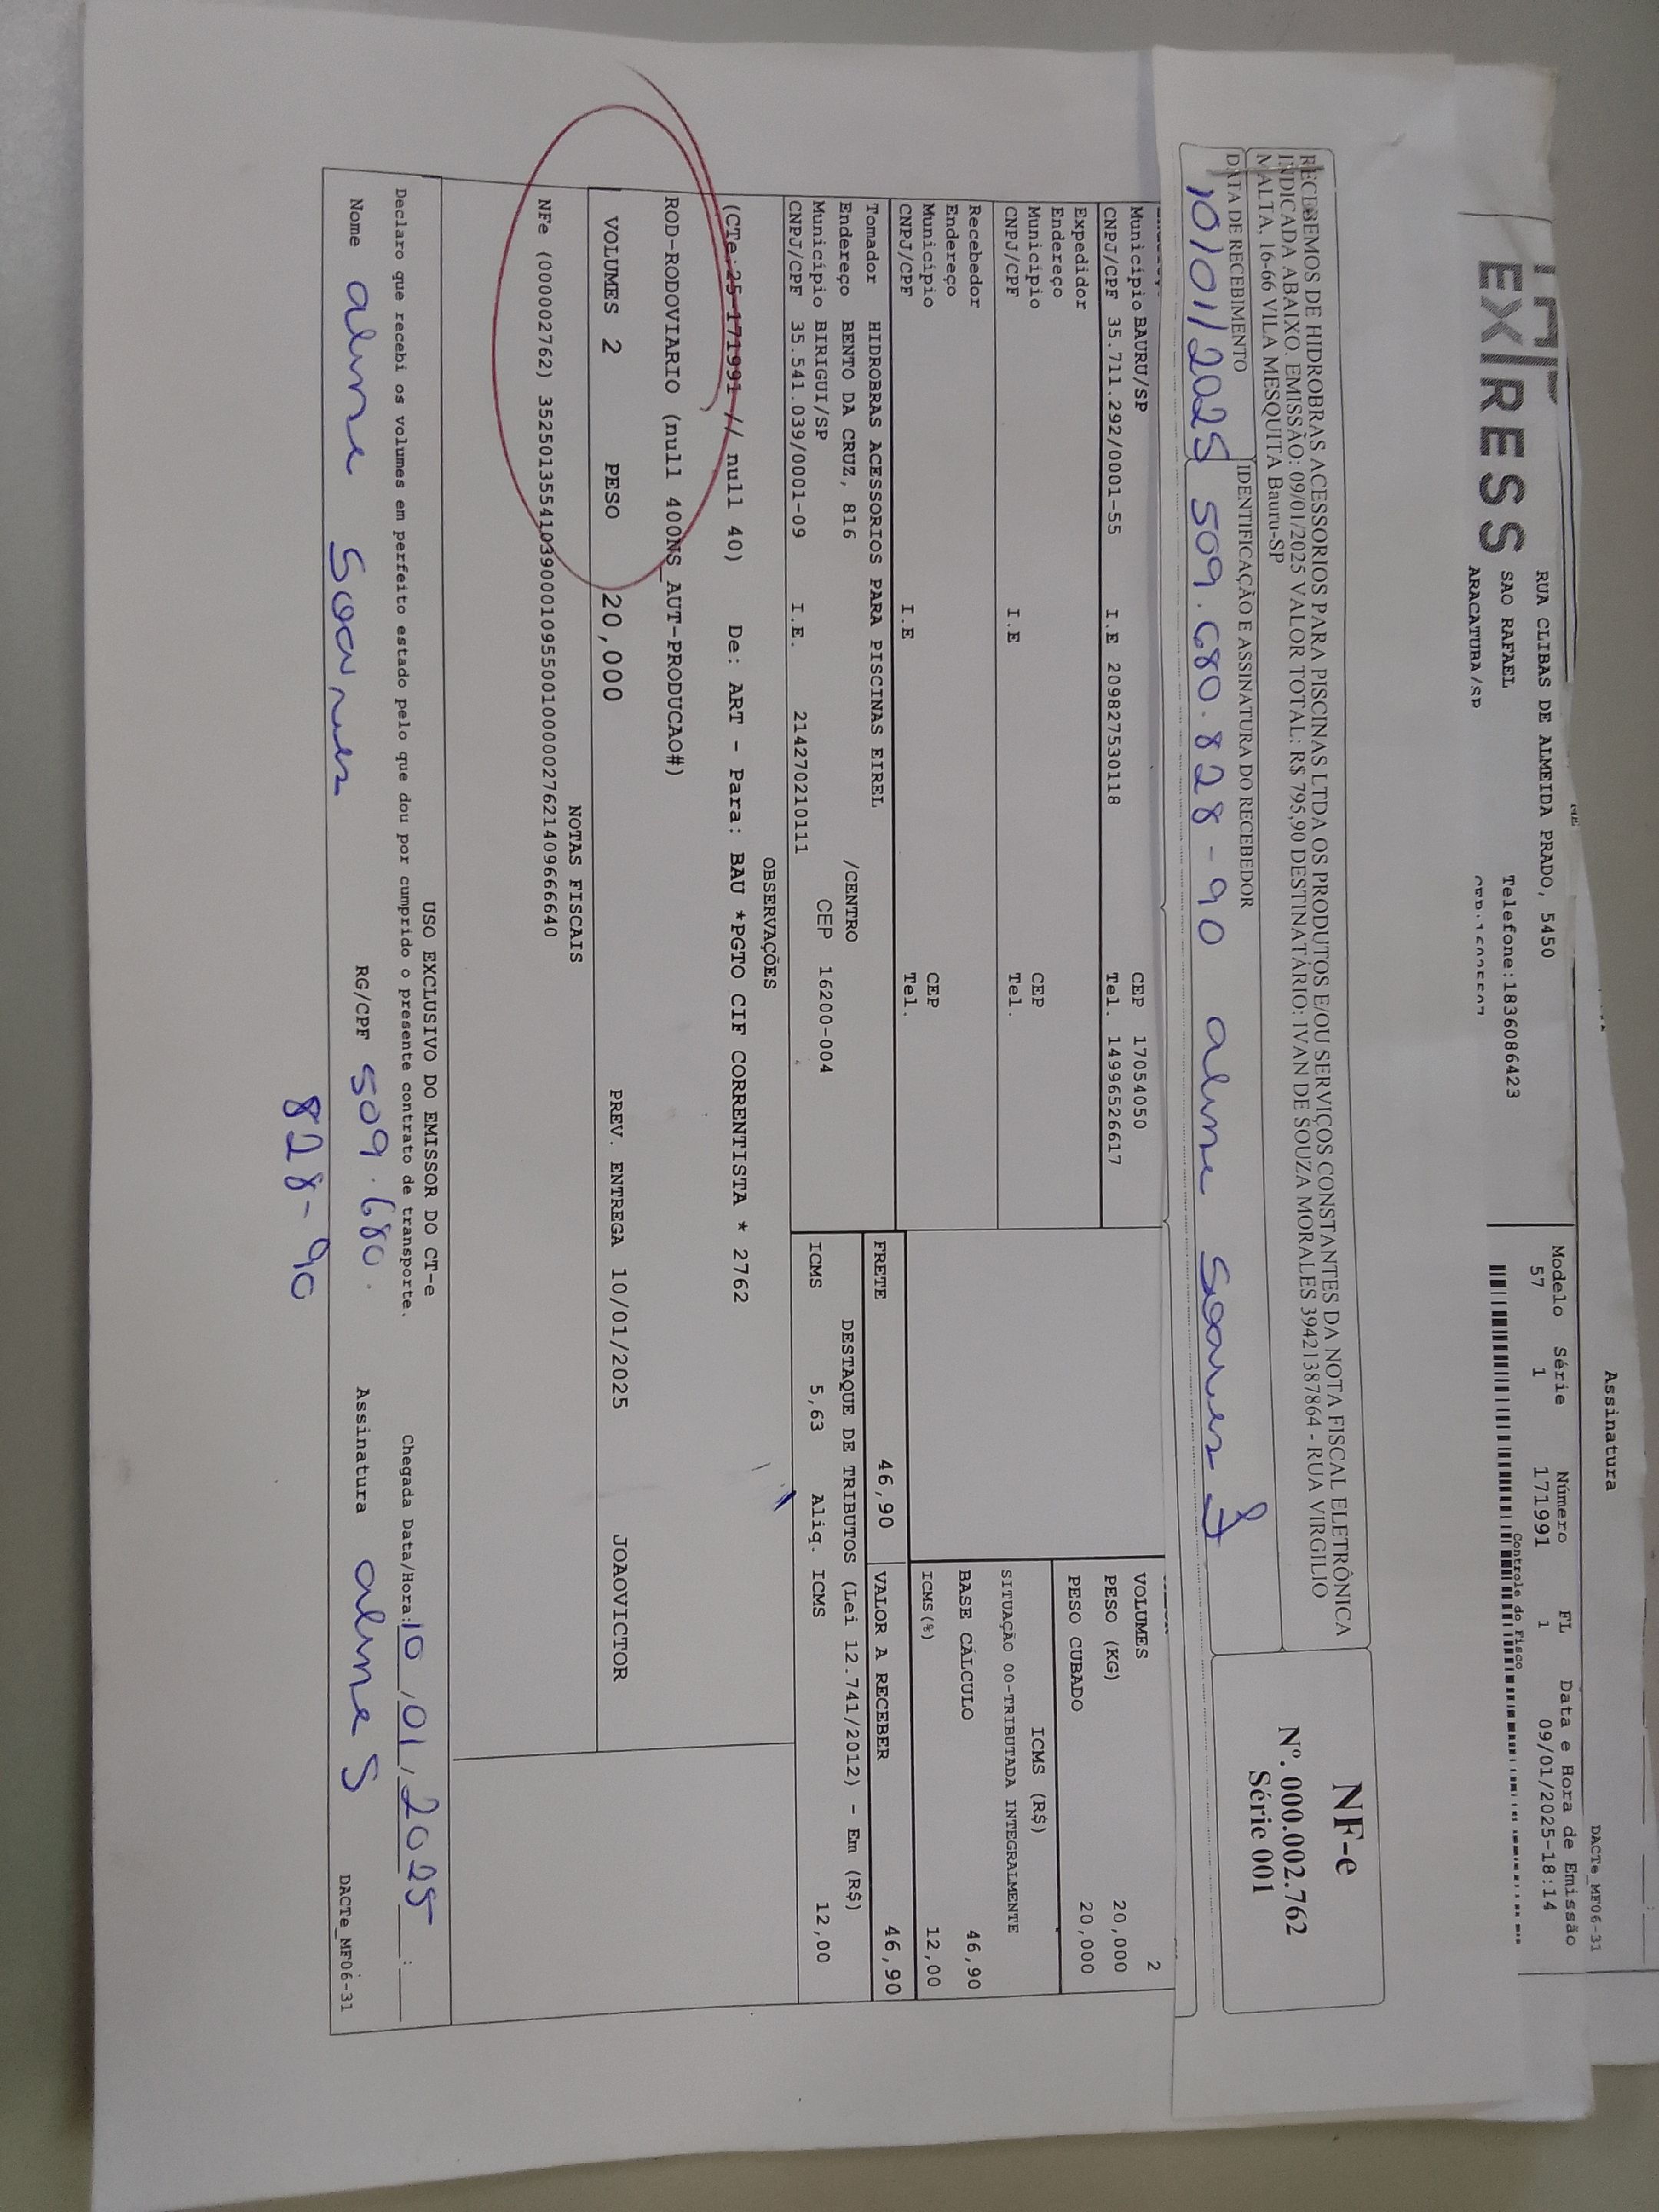 Assinatura
DACTe_MF06-31
EX/RESS
RUA CLIBAS DE ALMEIDA PRADO, 5450
SAO RAFAEL Telefone:1836086423
ARACATURA/SP
Modelo Série Número FL Data e Hora de Emissão
57 1 171991 1 09/01/2025-18:14
Controle do Fisco
RECEBEMOS DE HIDROBRAS ACESSORIOS PARA PISCINAS LTDA OS PRODUTOS E/OU SERVIÇOS CONSTANTES DA NOTA FISCAL ELETRÔNICA
INDICADA ABAIXO. EMISSÃO: 09/01/2025 VALOR TOTAL: R$ 795,90 DESTINATÁRIO: IVAN DE SOUZA MORALES 39421387864 - RUA VIRGILIO
MALTA, 16-66 VILA MESQUITA Bauru-SP
DATA DE RECEBIMENTO IDENTIFICAÇÃO E ASSINATURA DO RECEBEDOR
10/01/2025 509.680.828-90 aline soares
NF-e
Nº. 000.002.762
Série 001
Município BAURU/SP CEP 17054050
CNPJ/CPF 35.711.292/0001-55 I.E 209827530118 Tel. 14996526617
Expedidor
Endereço
Município CEP
CNPJ/CPF I.E Tel.
Recebedor
Endereço
Município CEP
CNPJ/CPF I.E Tel.
VOLUMES 2
PESO (KG) 20,000
PESO CUBADO 20,000
ICMS (R$)
SITUAÇÃO 00-TRIBUTADA INTEGRALMENTE
BASE CÁLCULO 46,90
ICMS(%) 12,00
Tomador HIDROBRAS ACESSORIOS PARA PISCINAS EIREL
Endereço BENTO DA CRUZ, 816 /CENTRO
Município BIRIGUI/SP CEP 16200-004
CNPJ/CPF 35.541.039/0001-09 I.E. 214270210111
FRETE 46,90 VALOR A RECEBER 46,90
DESTAQUE DE TRIBUTOS (Lei 12.741/2012) - Em (R$)
ICMS 5,63 Aliq. ICMS 12,00
OBSERVAÇÕES
(CTe.25-171991 // null 40) De: ART - Para: BAU *PGTO CIF CORRENTISTA * 2762
ROD-RODOVIARIO (null 400NS_AUT-PRODUCAO#)
VOLUMES 2 PESO 20,000 PREV. ENTREGA 10/01/2025 JOAOVICTOR
NOTAS FISCAIS
NFe (000002762) 35250135541039000109550010000027621409666640
USO EXCLUSIVO DO EMISSOR DO CT-e
Declaro que recebi os volumes em perfeito estado pelo que dou por cumprido o presente contrato de transporte. Chegada Data/Hora: 10/01/2025 :
Nome aline soares RG/CPF 509.680. Assinatura aline S
828-90
DACTe_MF06-31